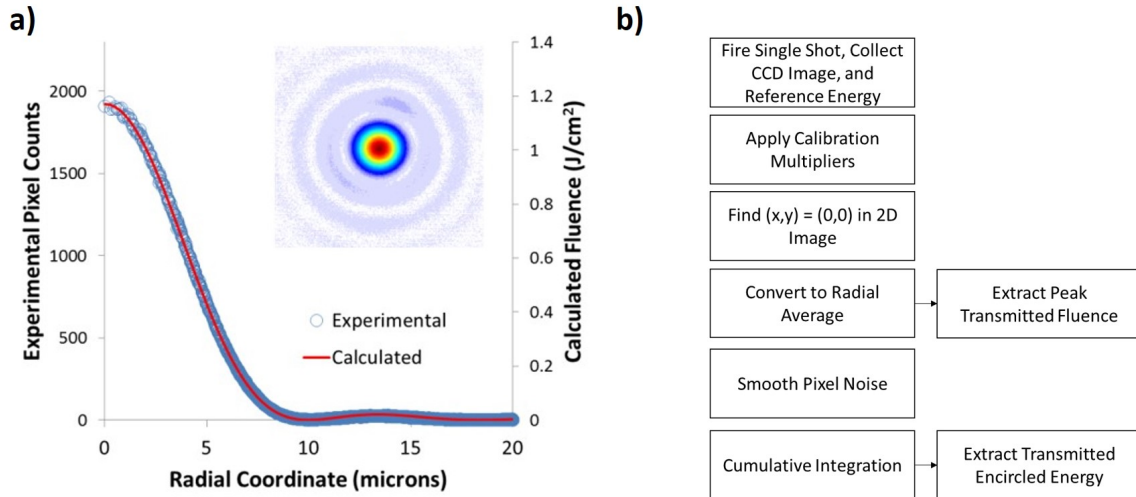 a)
Experimental Pixel Counts
2000
1500
1000
500
0
1.4
1.2
1
0.8
0.6
0.4
0.2
0
Calculated Fluence (J/cm²)
Experimental
Calculated
0 5 10 15 20
Radial Coordinate (microns)
b)
Fire Single Shot, Collect
CCD Image, and
Reference Energy
Apply Calibration
Multipliers
Find (x,y) = (0,0) in 2D
Image
Convert to Radial
Average
Extract Peak
Transmitted Fluence
Smooth Pixel Noise
Cumulative Integration
Extract Transmitted
Encircled Energy